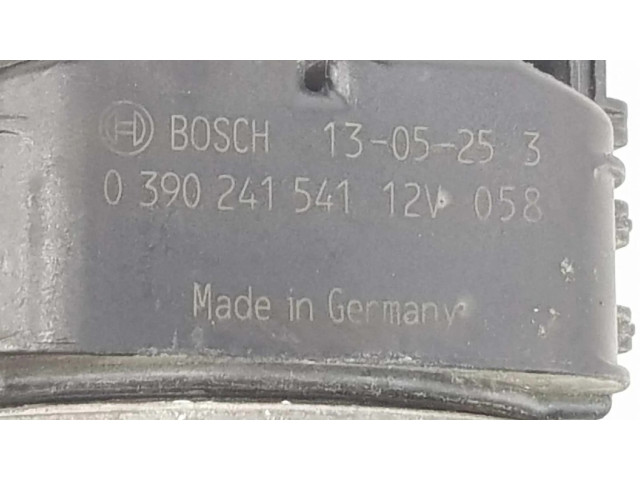 BOSCH 13-05-25 3
0 390 241 541 12V 058
Made in Germany